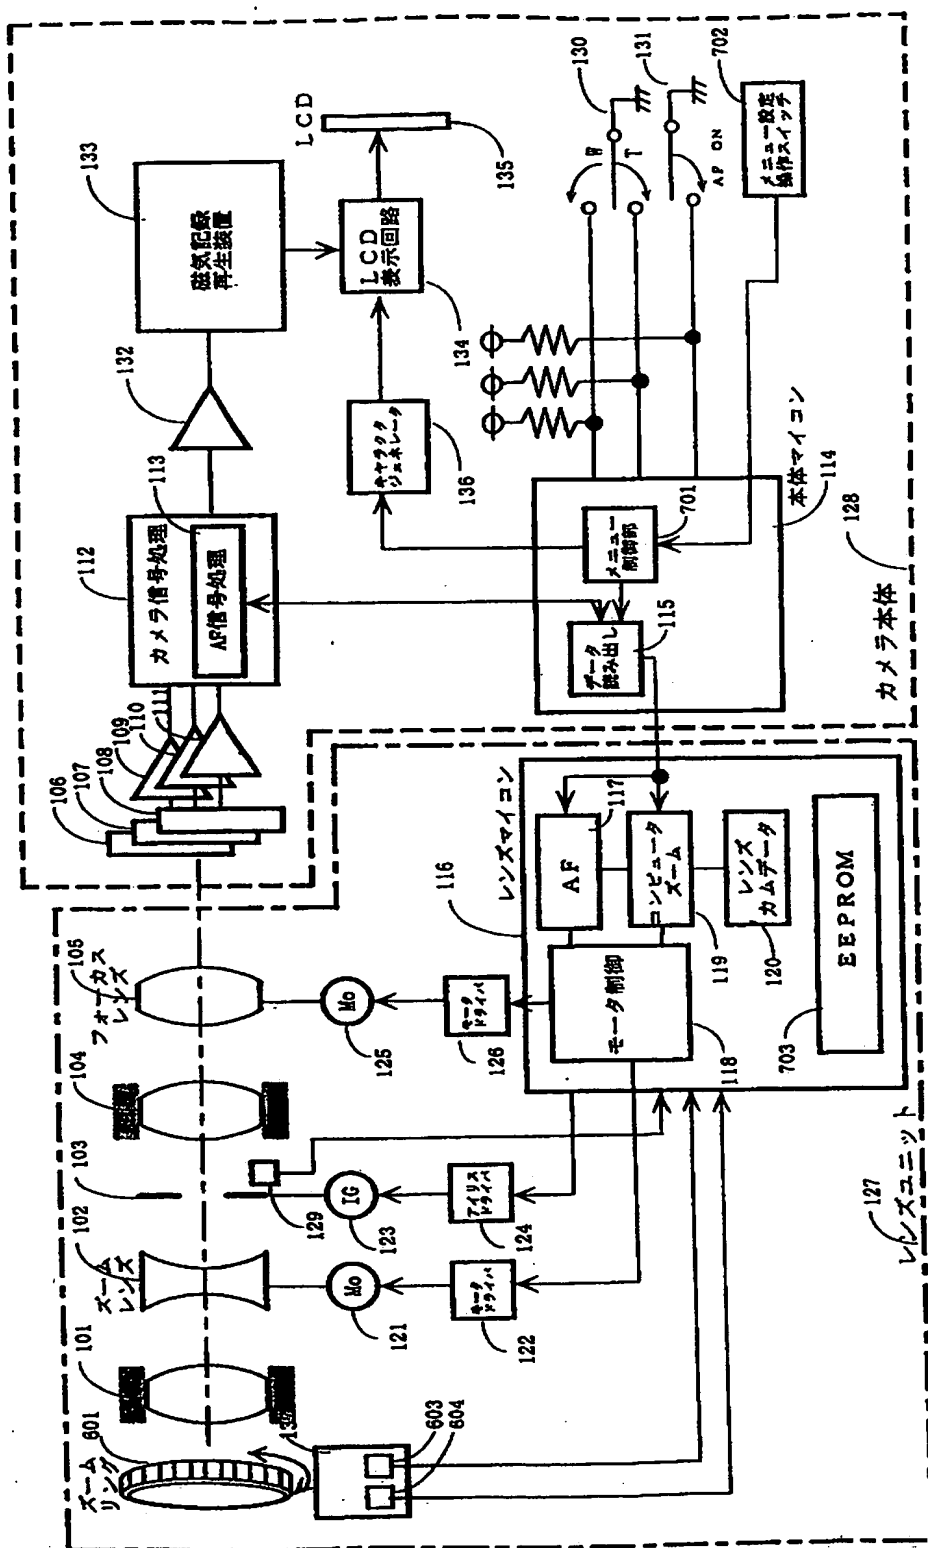 ズーム
リング
601
101
ズーム
レンズ
102
103
104
フォーカス
レンズ
105
106
107
108
109
110
111
112
カメラ信号処理
113
AF信号処理
132
133
磁気記録
再生装置
LCD
135
LCD
表示回路
134
キャラクタ
ジェネレータ
136
130
W
T
131
AF ON
702
メニュー設定
操作スイッチ
本体マイコン
114
メニュー
制御部
701
データ
読み出し
115
128
カメラ本体
レンズマイコン
116
AF
117
コンピュータ
ズーム
119
レンズ
カムデータ
120
モータ制御
118
EEPROM
703
Mo
125
モータ
ドライバ
126
129
IG
123
アイリス
ドライバ
124
Mo
121
モータ
ドライバ
122
603
604
127
レンズユニット